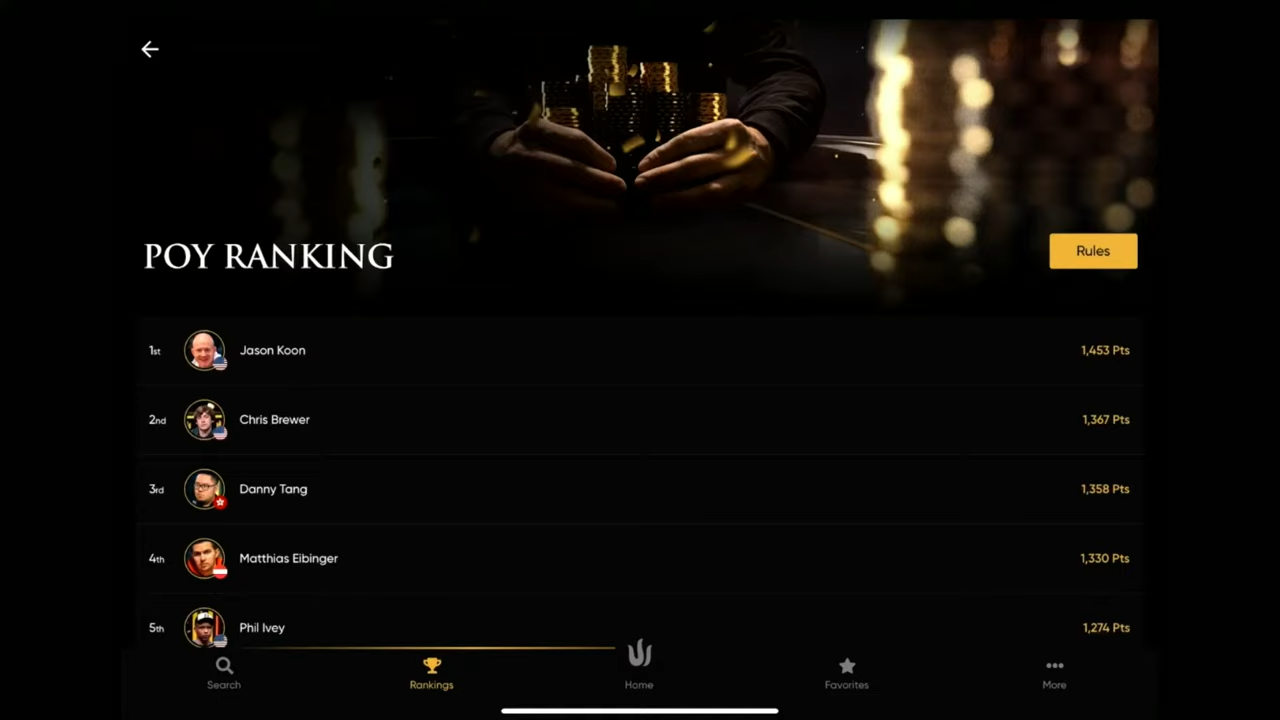 POY RANKING
Rules
1st Jason Koon 1,453 Pts
2nd Chris Brewer 1,367 Pts
3rd Danny Tang 1,358 Pts
4th Matthias Eibinger 1,330 Pts
5th Phil Ivey 1,274 Pts
Search Rankings Home Favorites More